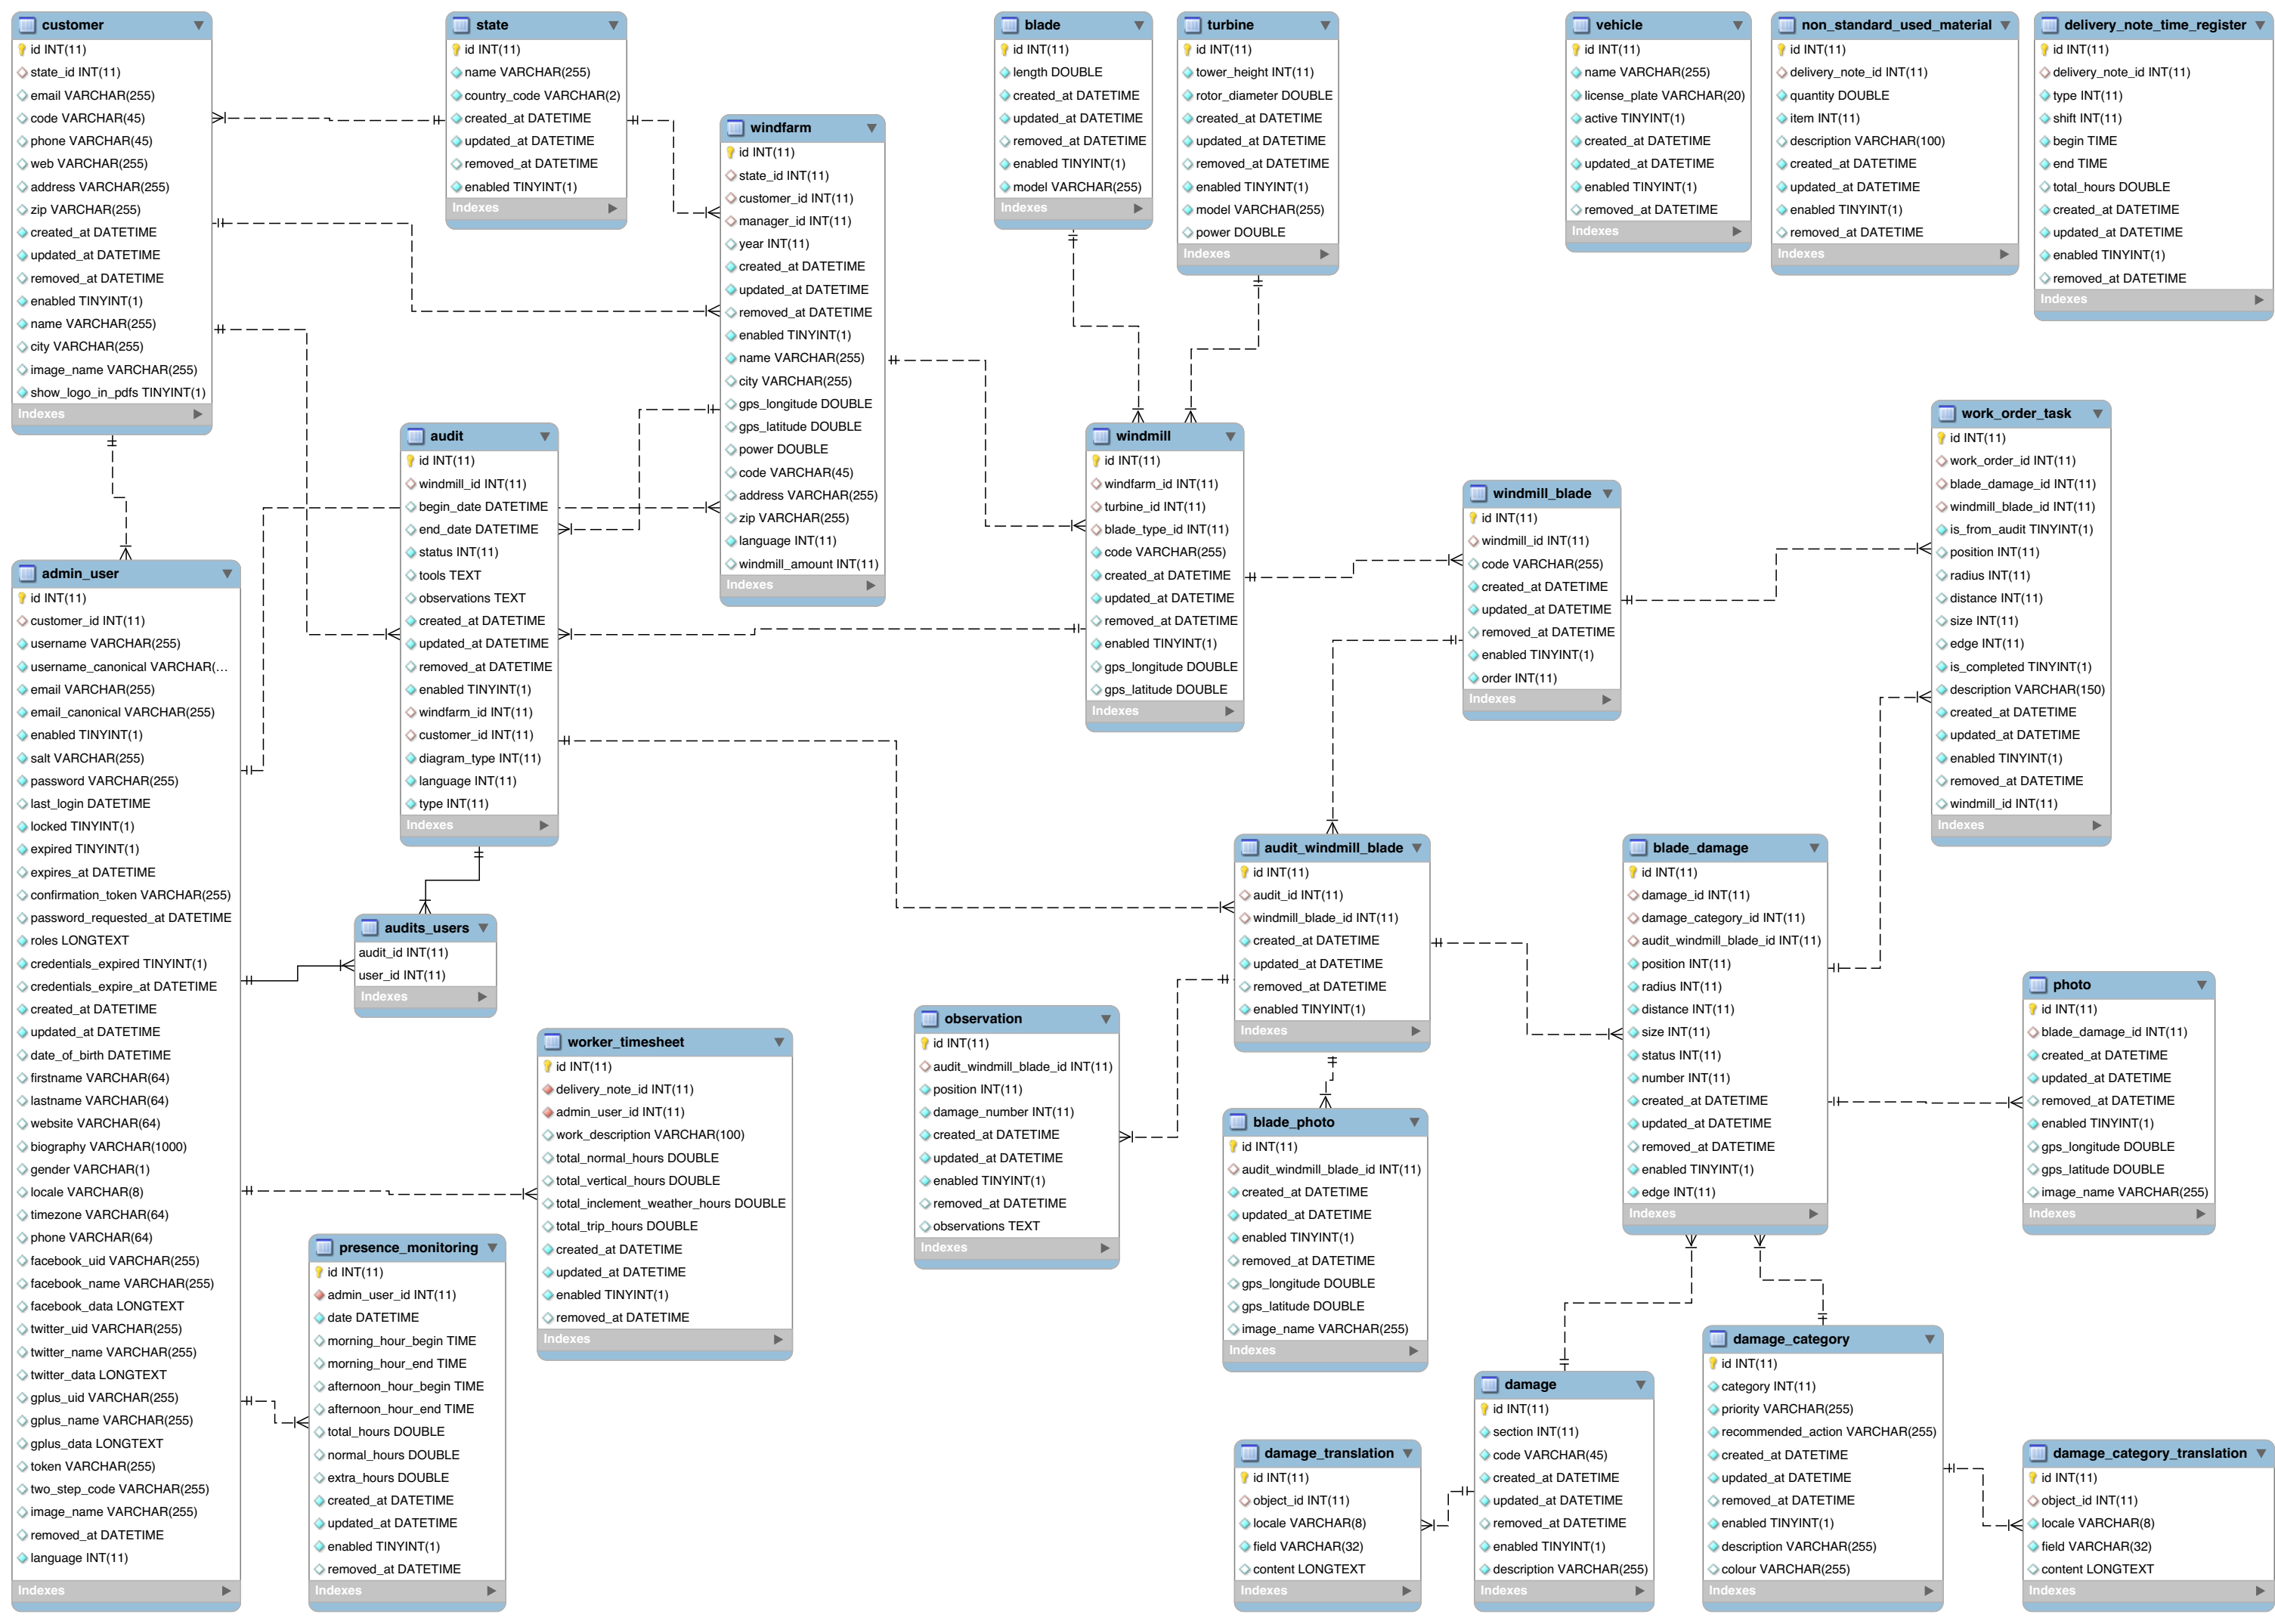 customer
id INT(11)
state_id INT(11)
email VARCHAR(255)
code VARCHAR(45)
phone VARCHAR(45)
web VARCHAR(255)
address VARCHAR(255)
zip VARCHAR(255)
created_at DATETIME
updated_at DATETIME
removed_at DATETIME
enabled TINYINT(1)
name VARCHAR(255)
city VARCHAR(255)
image_name VARCHAR(255)
show_logo_in_pdfs TINYINT(1)
Indexes
state
id INT(11)
name VARCHAR(255)
country_code VARCHAR(2)
created_at DATETIME
updated_at DATETIME
removed_at DATETIME
enabled TINYINT(1)
Indexes
windfarm
id INT(11)
state_id INT(11)
customer_id INT(11)
manager_id INT(11)
year INT(11)
created_at DATETIME
updated_at DATETIME
removed_at DATETIME
enabled TINYINT(1)
name VARCHAR(255)
city VARCHAR(255)
gps_longitude DOUBLE
gps_latitude DOUBLE
power DOUBLE
code VARCHAR(45)
address VARCHAR(255)
zip VARCHAR(255)
language INT(11)
windmill_amount INT(11)
Indexes
blade
id INT(11)
length DOUBLE
created_at DATETIME
updated_at DATETIME
removed_at DATETIME
enabled TINYINT(1)
model VARCHAR(255)
Indexes
turbine
id INT(11)
tower_height INT(11)
rotor_diameter DOUBLE
created_at DATETIME
updated_at DATETIME
removed_at DATETIME
enabled TINYINT(1)
model VARCHAR(255)
power DOUBLE
Indexes
vehicle
id INT(11)
name VARCHAR(255)
license_plate VARCHAR(20)
active TINYINT(1)
created_at DATETIME
updated_at DATETIME
enabled TINYINT(1)
removed_at DATETIME
Indexes
non_standard_used_material
id INT(11)
delivery_note_id INT(11)
quantity DOUBLE
item INT(11)
description VARCHAR(100)
created_at DATETIME
updated_at DATETIME
enabled TINYINT(1)
removed_at DATETIME
Indexes
delivery_note_time_register
id INT(11)
delivery_note_id INT(11)
type INT(11)
shift INT(11)
begin TIME
end TIME
total_hours DOUBLE
created_at DATETIME
updated_at DATETIME
enabled TINYINT(1)
removed_at DATETIME
Indexes
audit
id INT(11)
windmill_id INT(11)
begin_date DATETIME
end_date DATETIME
status INT(11)
tools TEXT
observations TEXT
created_at DATETIME
updated_at DATETIME
removed_at DATETIME
enabled TINYINT(1)
windfarm_id INT(11)
customer_id INT(11)
diagram_type INT(11)
language INT(11)
type INT(11)
Indexes
windmill
id INT(11)
windfarm_id INT(11)
turbine_id INT(11)
blade_type_id INT(11)
code VARCHAR(255)
created_at DATETIME
updated_at DATETIME
removed_at DATETIME
enabled TINYINT(1)
gps_longitude DOUBLE
gps_latitude DOUBLE
Indexes
windmill_blade
id INT(11)
windmill_id INT(11)
code VARCHAR(255)
created_at DATETIME
updated_at DATETIME
removed_at DATETIME
enabled TINYINT(1)
order INT(11)
Indexes
work_order_task
id INT(11)
work_order_id INT(11)
blade_damage_id INT(11)
windmill_blade_id INT(11)
is_from_audit TINYINT(1)
position INT(11)
radius INT(11)
distance INT(11)
size INT(11)
edge INT(11)
is_completed TINYINT(1)
description VARCHAR(150)
created_at DATETIME
updated_at DATETIME
enabled TINYINT(1)
removed_at DATETIME
windmill_id INT(11)
Indexes
admin_user
id INT(11)
customer_id INT(11)
username VARCHAR(255)
username_canonical VARCHAR(...
email VARCHAR(255)
email_canonical VARCHAR(255)
enabled TINYINT(1)
salt VARCHAR(255)
password VARCHAR(255)
last_login DATETIME
locked TINYINT(1)
expired TINYINT(1)
expires_at DATETIME
confirmation_token VARCHAR(255)
password_requested_at DATETIME
roles LONGTEXT
credentials_expired TINYINT(1)
credentials_expire_at DATETIME
created_at DATETIME
updated_at DATETIME
date_of_birth DATETIME
firstname VARCHAR(64)
lastname VARCHAR(64)
website VARCHAR(64)
biography VARCHAR(1000)
gender VARCHAR(1)
locale VARCHAR(8)
timezone VARCHAR(64)
phone VARCHAR(64)
facebook_uid VARCHAR(255)
facebook_name VARCHAR(255)
facebook_data LONGTEXT
twitter_uid VARCHAR(255)
twitter_name VARCHAR(255)
twitter_data LONGTEXT
gplus_uid VARCHAR(255)
gplus_name VARCHAR(255)
gplus_data LONGTEXT
token VARCHAR(255)
two_step_code VARCHAR(255)
image_name VARCHAR(255)
removed_at DATETIME
language INT(11)
Indexes
audits_users
audit_id INT(11)
user_id INT(11)
Indexes
worker_timesheet
id INT(11)
delivery_note_id INT(11)
admin_user_id INT(11)
work_description VARCHAR(100)
total_normal_hours DOUBLE
total_vertical_hours DOUBLE
total_inclement_weather_hours DOUBLE
total_trip_hours DOUBLE
created_at DATETIME
updated_at DATETIME
enabled TINYINT(1)
removed_at DATETIME
Indexes
presence_monitoring
id INT(11)
admin_user_id INT(11)
date DATETIME
morning_hour_begin TIME
morning_hour_end TIME
afternoon_hour_begin TIME
afternoon_hour_end TIME
total_hours DOUBLE
normal_hours DOUBLE
extra_hours DOUBLE
created_at DATETIME
updated_at DATETIME
enabled TINYINT(1)
removed_at DATETIME
Indexes
audit_windmill_blade
id INT(11)
audit_id INT(11)
windmill_blade_id INT(11)
created_at DATETIME
updated_at DATETIME
removed_at DATETIME
enabled TINYINT(1)
Indexes
observation
id INT(11)
audit_windmill_blade_id INT(11)
position INT(11)
damage_number INT(11)
created_at DATETIME
updated_at DATETIME
enabled TINYINT(1)
removed_at DATETIME
observations TEXT
Indexes
blade_photo
id INT(11)
audit_windmill_blade_id INT(11)
created_at DATETIME
updated_at DATETIME
enabled TINYINT(1)
removed_at DATETIME
gps_longitude DOUBLE
gps_latitude DOUBLE
image_name VARCHAR(255)
Indexes
blade_damage
id INT(11)
damage_id INT(11)
damage_category_id INT(11)
audit_windmill_blade_id INT(11)
position INT(11)
radius INT(11)
distance INT(11)
size INT(11)
status INT(11)
number INT(11)
created_at DATETIME
updated_at DATETIME
removed_at DATETIME
enabled TINYINT(1)
edge INT(11)
Indexes
photo
id INT(11)
blade_damage_id INT(11)
created_at DATETIME
updated_at DATETIME
removed_at DATETIME
enabled TINYINT(1)
gps_longitude DOUBLE
gps_latitude DOUBLE
image_name VARCHAR(255)
Indexes
damage_translation
id INT(11)
object_id INT(11)
locale VARCHAR(8)
field VARCHAR(32)
content LONGTEXT
Indexes
damage
id INT(11)
section INT(11)
code VARCHAR(45)
created_at DATETIME
updated_at DATETIME
removed_at DATETIME
enabled TINYINT(1)
description VARCHAR(255)
Indexes
damage_category
id INT(11)
category INT(11)
priority VARCHAR(255)
recommended_action VARCHAR(255)
created_at DATETIME
updated_at DATETIME
removed_at DATETIME
enabled TINYINT(1)
description VARCHAR(255)
colour VARCHAR(255)
Indexes
damage_category_translation
id INT(11)
object_id INT(11)
locale VARCHAR(8)
field VARCHAR(32)
content LONGTEXT
Indexes